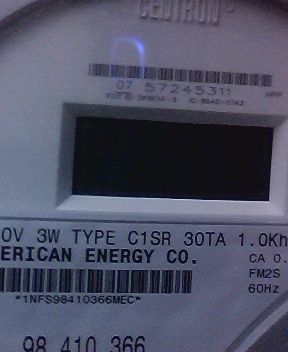 CENTRON®
07 57245311
0V 3W TYPE C1SR 30TA 1.0Kh
ERICAN ENERGY CO.
CA 0.
FM2S
60Hz
*1NFS98410366MEC*
98 410 366